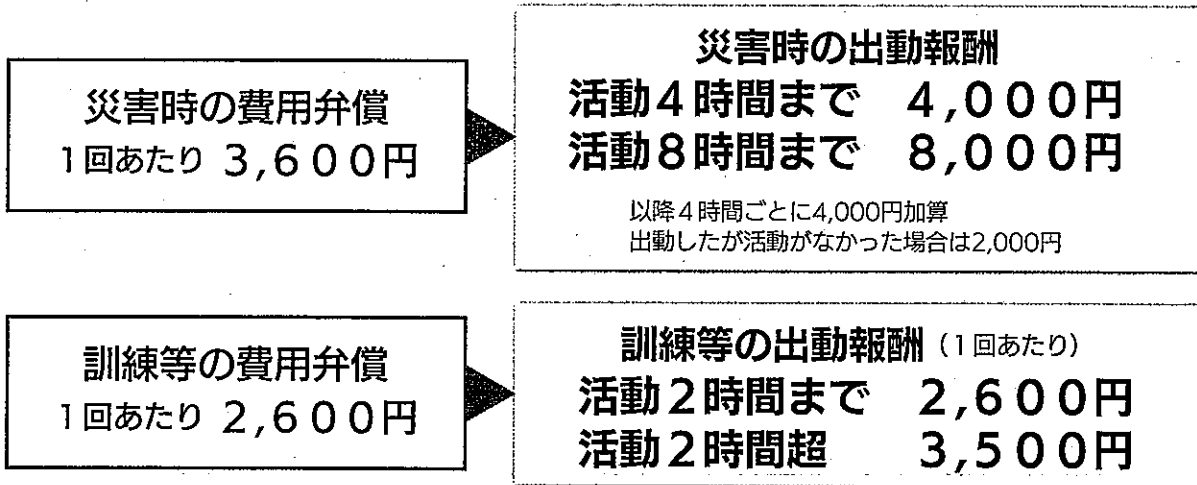 災害時の費用弁償
1回あたり 3,600円
災害時の出動報酬
活動4時間まで 4,000円
活動8時間まで 8,000円
以降4時間ごとに4,000円加算
出動したが活動がなかった場合は2,000円
訓練等の費用弁償
1回あたり 2,600円
訓練等の出動報酬(1回あたり)
活動2時間まで 2,600円
活動2時間超 3,500円